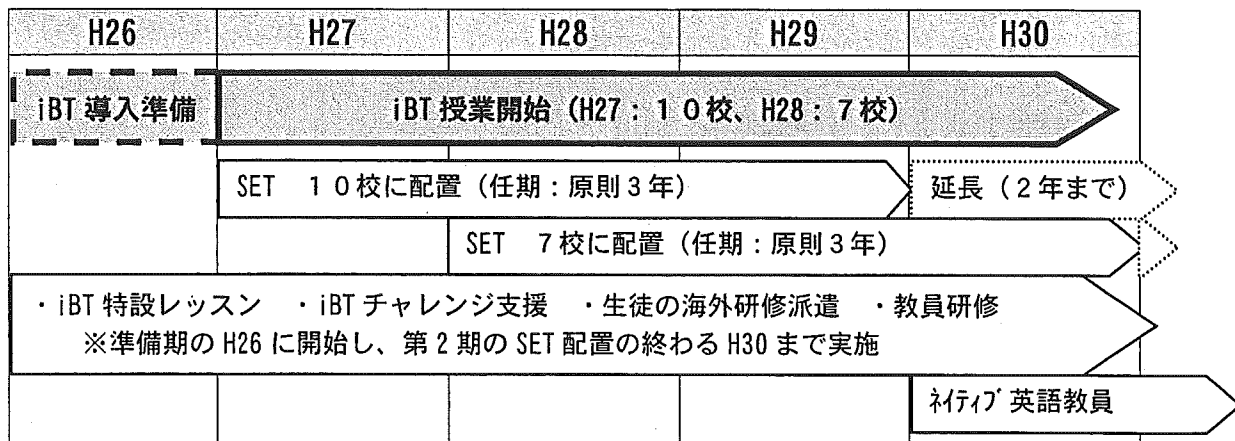 H26 H27 H28 H29 H30
iBT 導入準備 iBT 授業開始（H27：１０校、H28：７校）
SET １０校に配置（任期：原則３年） 延長（２年まで）
SET ７校に配置（任期：原則３年）
・iBT 特設レッスン ・iBT チャレンジ支援 ・生徒の海外研修派遣 ・教員研修
※準備期の H26 に開始し、第２期の SET 配置の終わる H30 まで実施
ﾈｲﾃｨﾌﾞ 英語教員